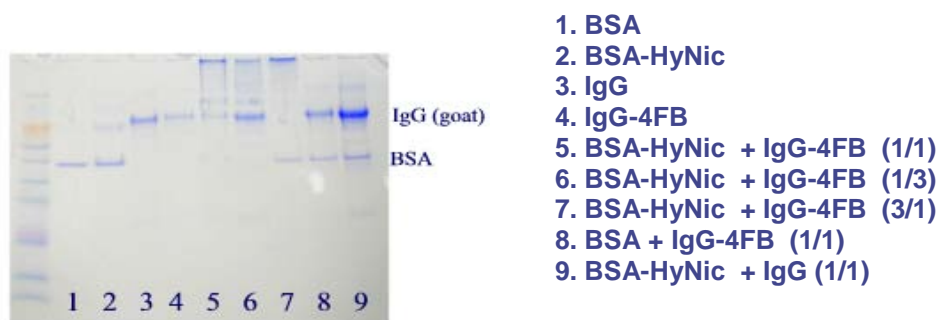 1. BSA
2. BSA-HyNic
3. IgG
4. IgG-4FB
5. BSA-HyNic + IgG-4FB (1/1)
6. BSA-HyNic + IgG-4FB (1/3)
7. BSA-HyNic + IgG-4FB (3/1)
8. BSA + IgG-4FB (1/1)
9. BSA-HyNic + IgG (1/1)
IgG (goat)
BSA
1 2 3 4 5 6 7 8 9